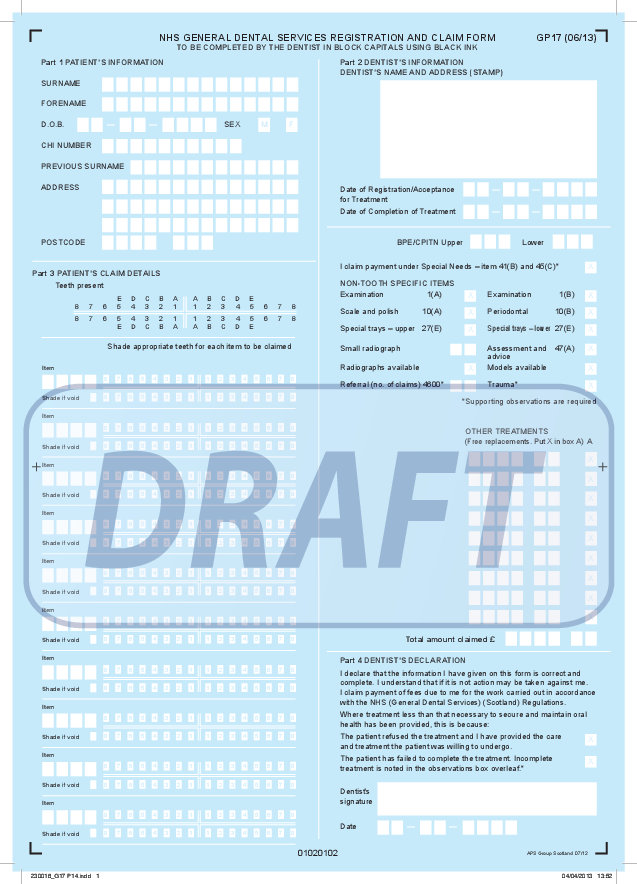 NHS GENERAL DENTAL SERVICES REGISTRATION AND CLAIM FORM GP17 (06/13)
TO BE COMPLETED BY THE DENTIST IN BLOCK CAPITALS USING BLACK INK
Part 1 PATIENT'S INFORMATION
SURNAME
FORENAME
D.O.B. SEX M F
CHI NUMBER
PREVIOUS SURNAME
ADDRESS
POSTCODE
Part 2 DENTIST'S INFORMATION
DENTIST'S NAME AND ADDRESS (STAMP)
Date of Registration/Acceptance
for Treatment
Date of Completion of Treatment
BPE/CPITN Upper Lower
I claim payment under Special Needs – item 41(B) and 45(C)*
NON-TOOTH SPECIFIC ITEMS
Examination 1(A) Examination 1(B)
Scale and polish 10(A) Periodontal 10(B)
Special trays – upper 27(E) Special trays – lower 27(E)
Small radiograph Assessment and 47(A)
advice
Radiographs available Models available
Referral (no. of claims) 4600* Trauma*
*Supporting observations are required
Part 3 PATIENT'S CLAIM DETAILS
Teeth present
E D C B A A B C D E
8 7 6 5 4 3 2 1 1 2 3 4 5 6 7 8
8 7 6 5 4 3 2 1 1 2 3 4 5 6 7 8
E D C B A A B C D E
Shade appropriate teeth for each item to be claimed
Item
Shade if void
Item
Shade if void
Item
Shade if void
Item
Shade if void
Item
Shade if void
Item
Shade if void
Item
Shade if void
Item
Shade if void
Item
Shade if void
Item
Shade if void
DRAFT
OTHER TREATMENTS
(Free replacements. Put X in box A) A
Total amount claimed £
Part 4 DENTIST'S DECLARATION
I declare that the information I have given on this form is correct and
complete. I understand that if it is not action may be taken against me.
I claim payment of fees due to me for the work carried out in accordance
with the NHS (General Dental Services) (Scotland) Regulations.
Where treatment less than that necessary to secure and maintain oral
health has been provided, this is because:
The patient refused the treatment and I have provided the care
and treatment the patient was willing to undergo.
The patient has failed to complete the treatment. Incomplete
treatment is noted in the observations box overleaf.*
Dentist's
signature
Date
01020102
APS Group Scotland 07/12
230016_G17 P14.indd 1 04/04/2013 13:52